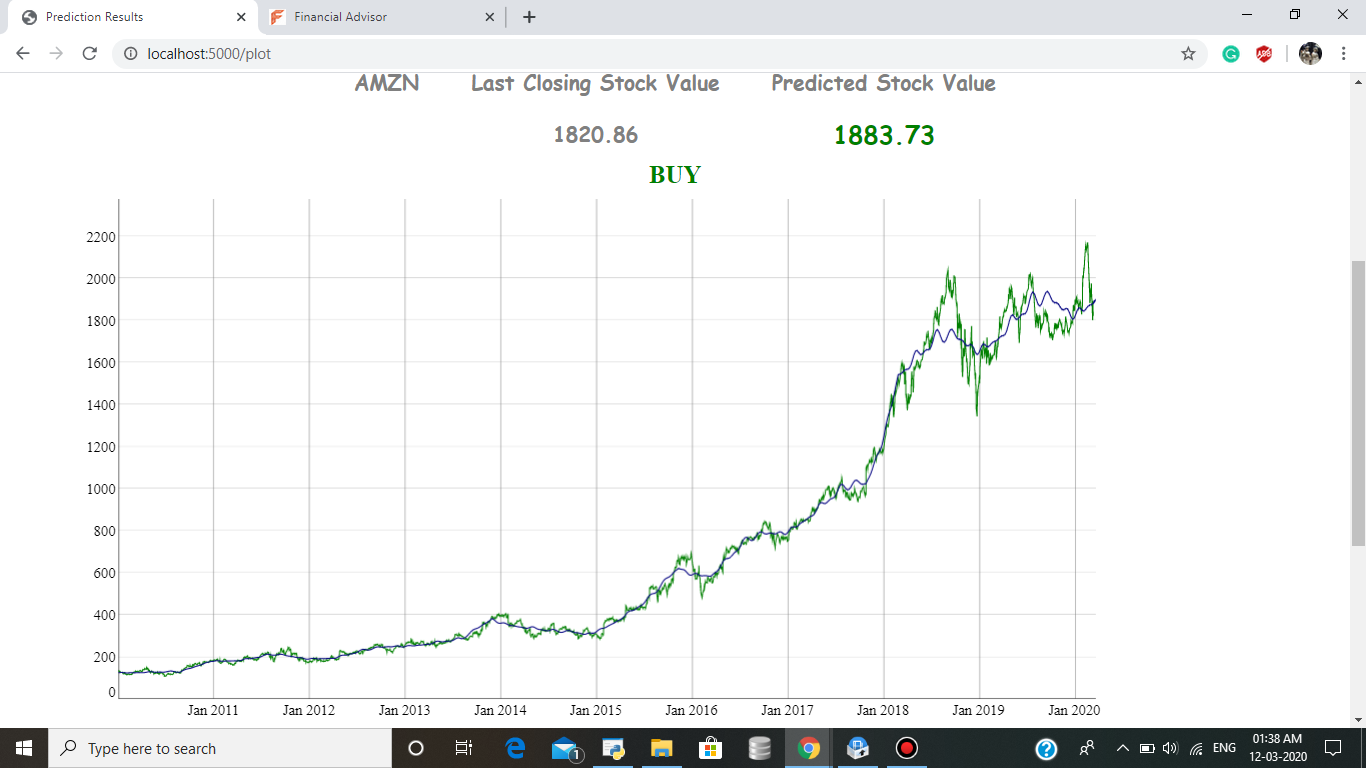 Prediction Results
Financial Advisor
localhost:5000/plot
AMZN Last Closing Stock Value Predicted Stock Value
1820.86 1883.73
BUY
2200
2000
1800
1600
1400
1200
1000
800
600
400
200
0
Jan 2011 Jan 2012 Jan 2013 Jan 2014 Jan 2015 Jan 2016 Jan 2017 Jan 2018 Jan 2019 Jan 2020
Type here to search
1
ENG
01:38 AM
12-03-2020